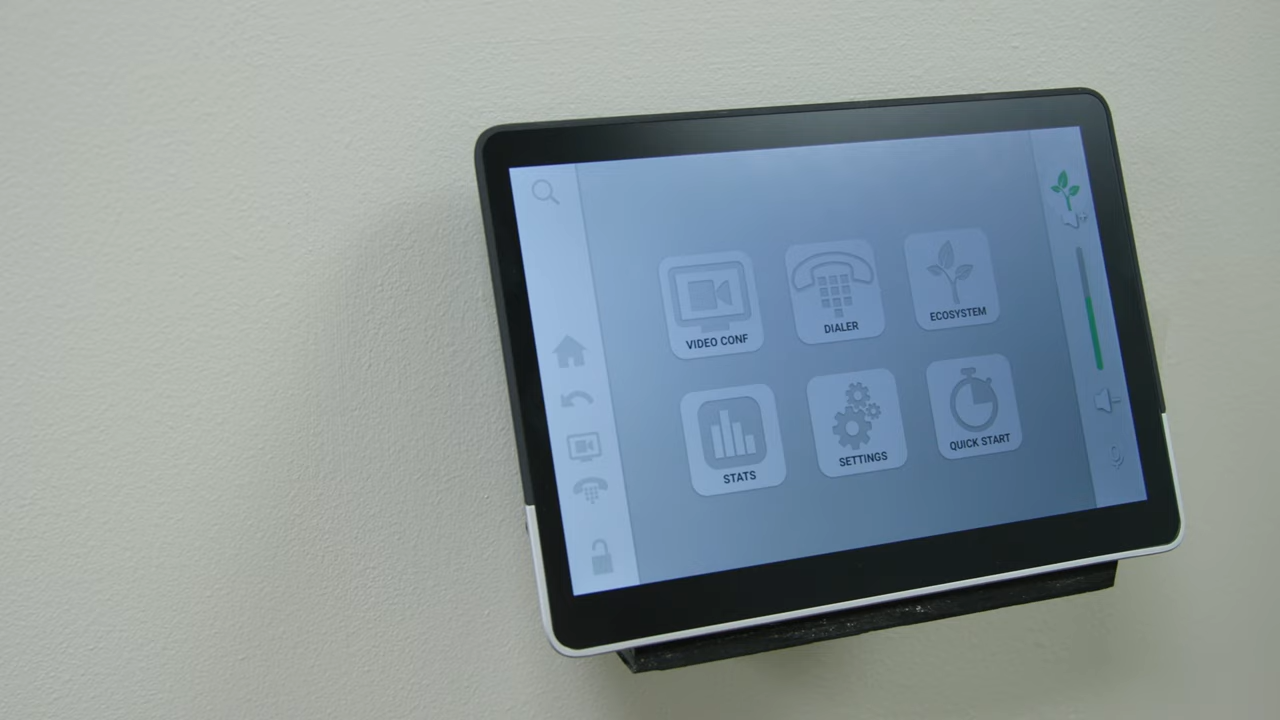 VIDEO CONF
DIALER
ECOSYSTEM
STATS
SETTINGS
QUICK START